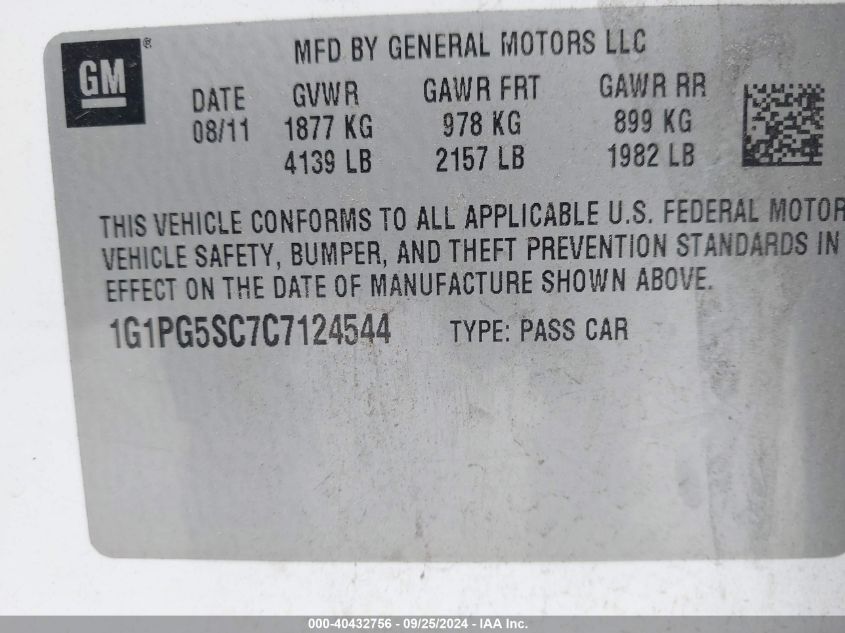 GM ®
MFD BY GENERAL MOTORS LLC
DATE GVWR GAWR FRT GAWR RR
08/11 1877 KG 978 KG 899 KG
4139 LB 2157 LB 1982 LB
THIS VEHICLE CONFORMS TO ALL APPLICABLE U.S. FEDERAL MOTOR
VEHICLE SAFETY, BUMPER, AND THEFT PREVENTION STANDARDS IN
EFFECT ON THE DATE OF MANUFACTURE SHOWN ABOVE.
1G1PG5SC7C7124544 TYPE: PASS CAR
000-40432756 - 09/25/2024 - IAA Inc.